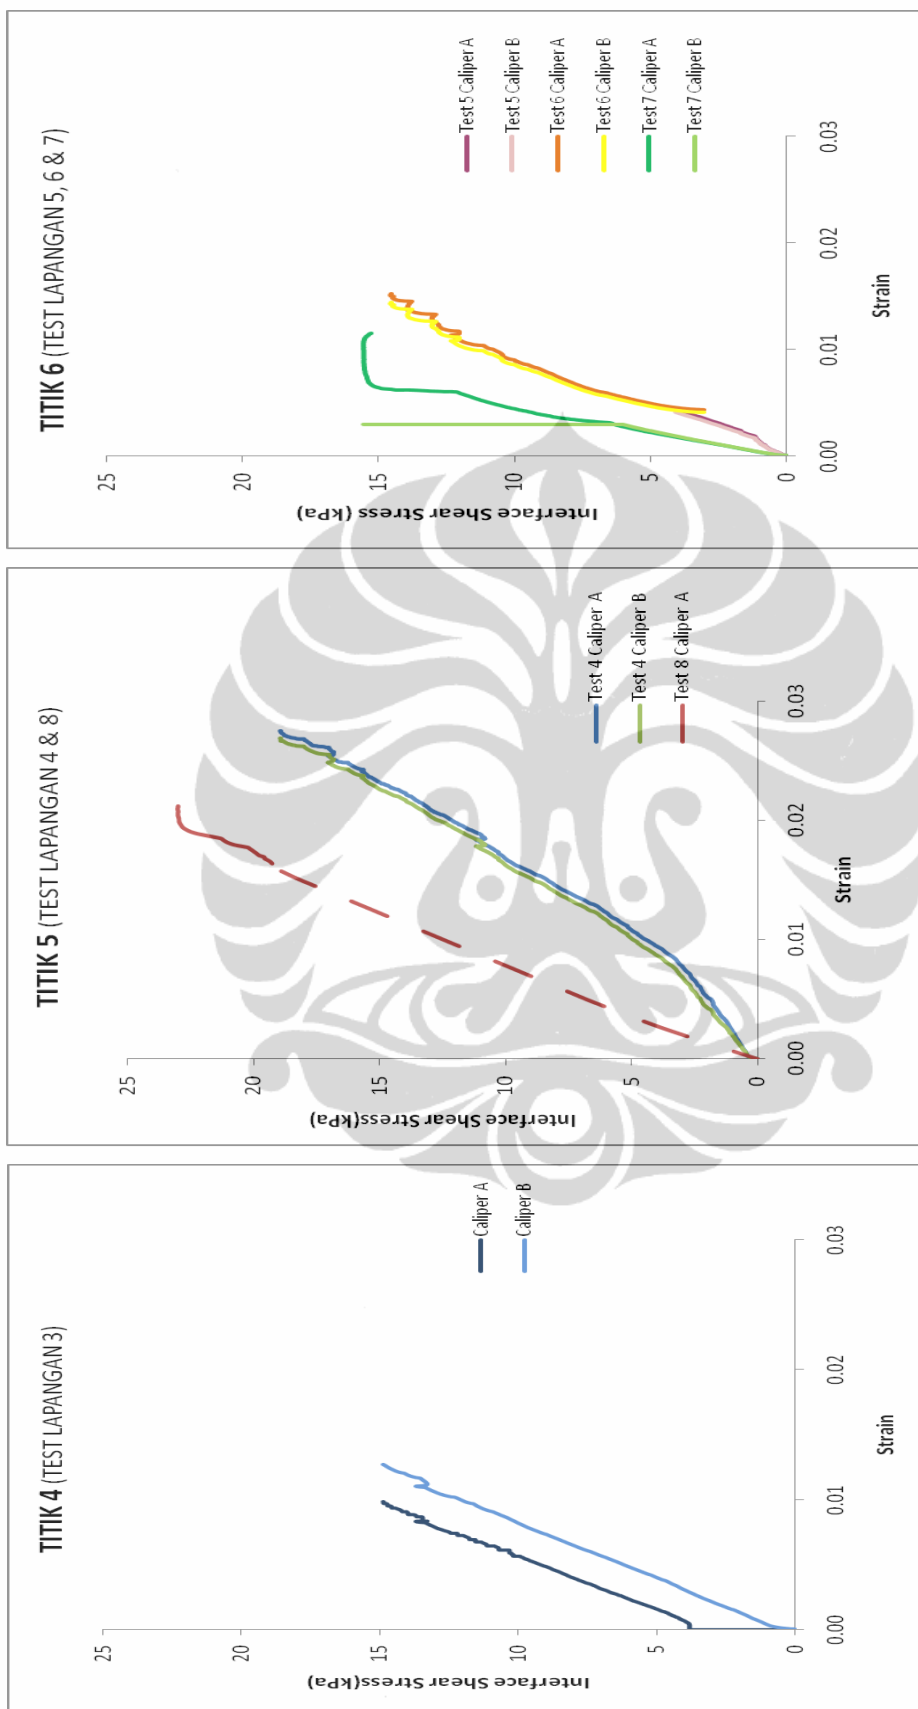 TITIK 4 (TEST LAPANGAN 3)
Interface Shear Stress(kPa)
25
20
15
10
5
0
0.00
0.01
0.02
0.03
Strain
Caliper A
Caliper B
TITIK 5 (TEST LAPANGAN 4 & 8)
Interface Shear Stress(kPa)
25
20
15
10
5
0
0.00
0.01
0.02
0.03
Strain
Test 4 Caliper A
Test 4 Caliper B
Test 8 Caliper A
TITIK 6 (TEST LAPANGAN 5, 6 & 7)
Interface Shear Stress (kPa)
25
20
15
10
5
0
0.00
0.01
0.02
0.03
Strain
Test 5 Caliper A
Test 5 Caliper B
Test 6 Caliper A
Test 6 Caliper B
Test 7 Caliper A
Test 7 Caliper B